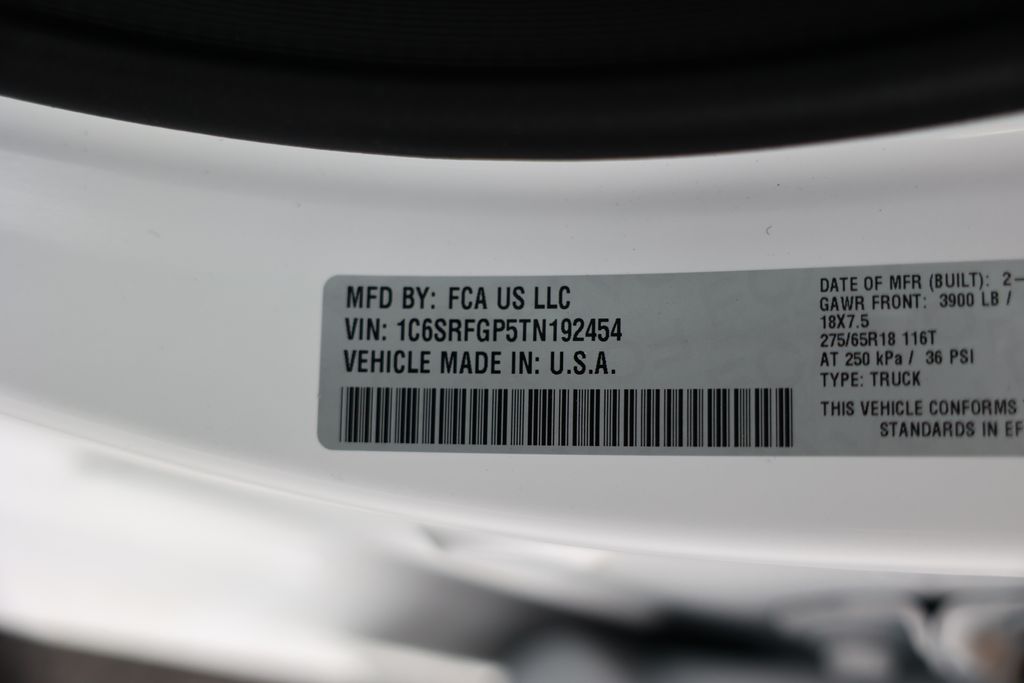 MFD BY: FCA US LLC
VIN: 1C6SRFGP5TN192454
VEHICLE MADE IN: U.S.A.
DATE OF MFR (BUILT): 2-
GAWR FRONT: 3900 LB /
18X7.5
275/65R18 116T
AT 250 kPa / 36 PSI
TYPE: TRUCK
THIS VEHICLE CONFORMS
STANDARDS IN EF